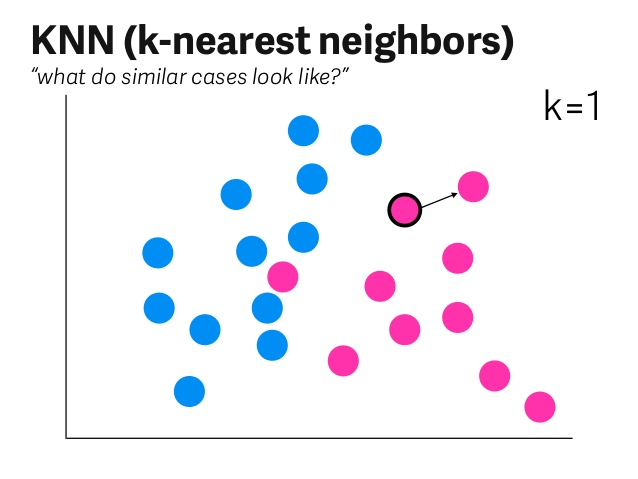 KNN (k-nearest neighbors)
“what do similar cases look like?”
k=1